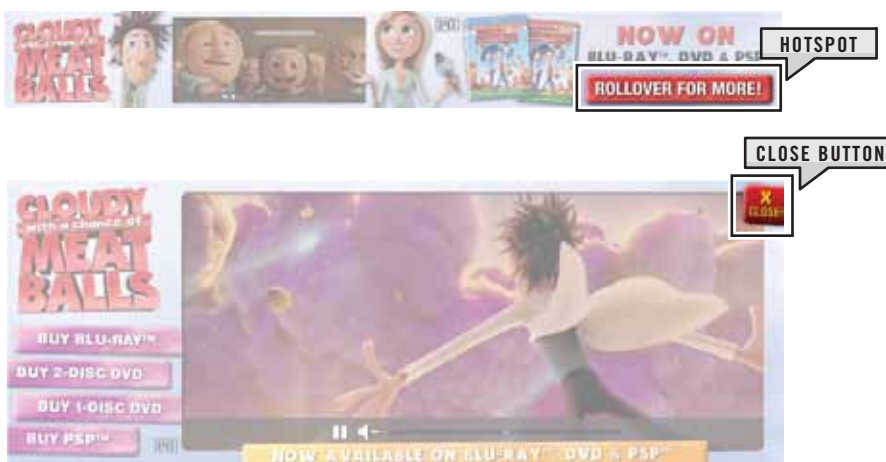 CLOUDY
MEAT
BALLS
NOW ON
BLU-RAY™, DVD & PSP
HOTSPOT
ROLLOVER FOR MORE!
CLOSE BUTTON
X
CLOSE
CLOUDY
with a chance of
MEAT
BALLS
BUY BLU-RAY™
BUY 2-DISC DVD
BUY 1-DISC DVD
BUY PSP™
NOW AVAILABLE ON BLU-RAY™, DVD & PSP™